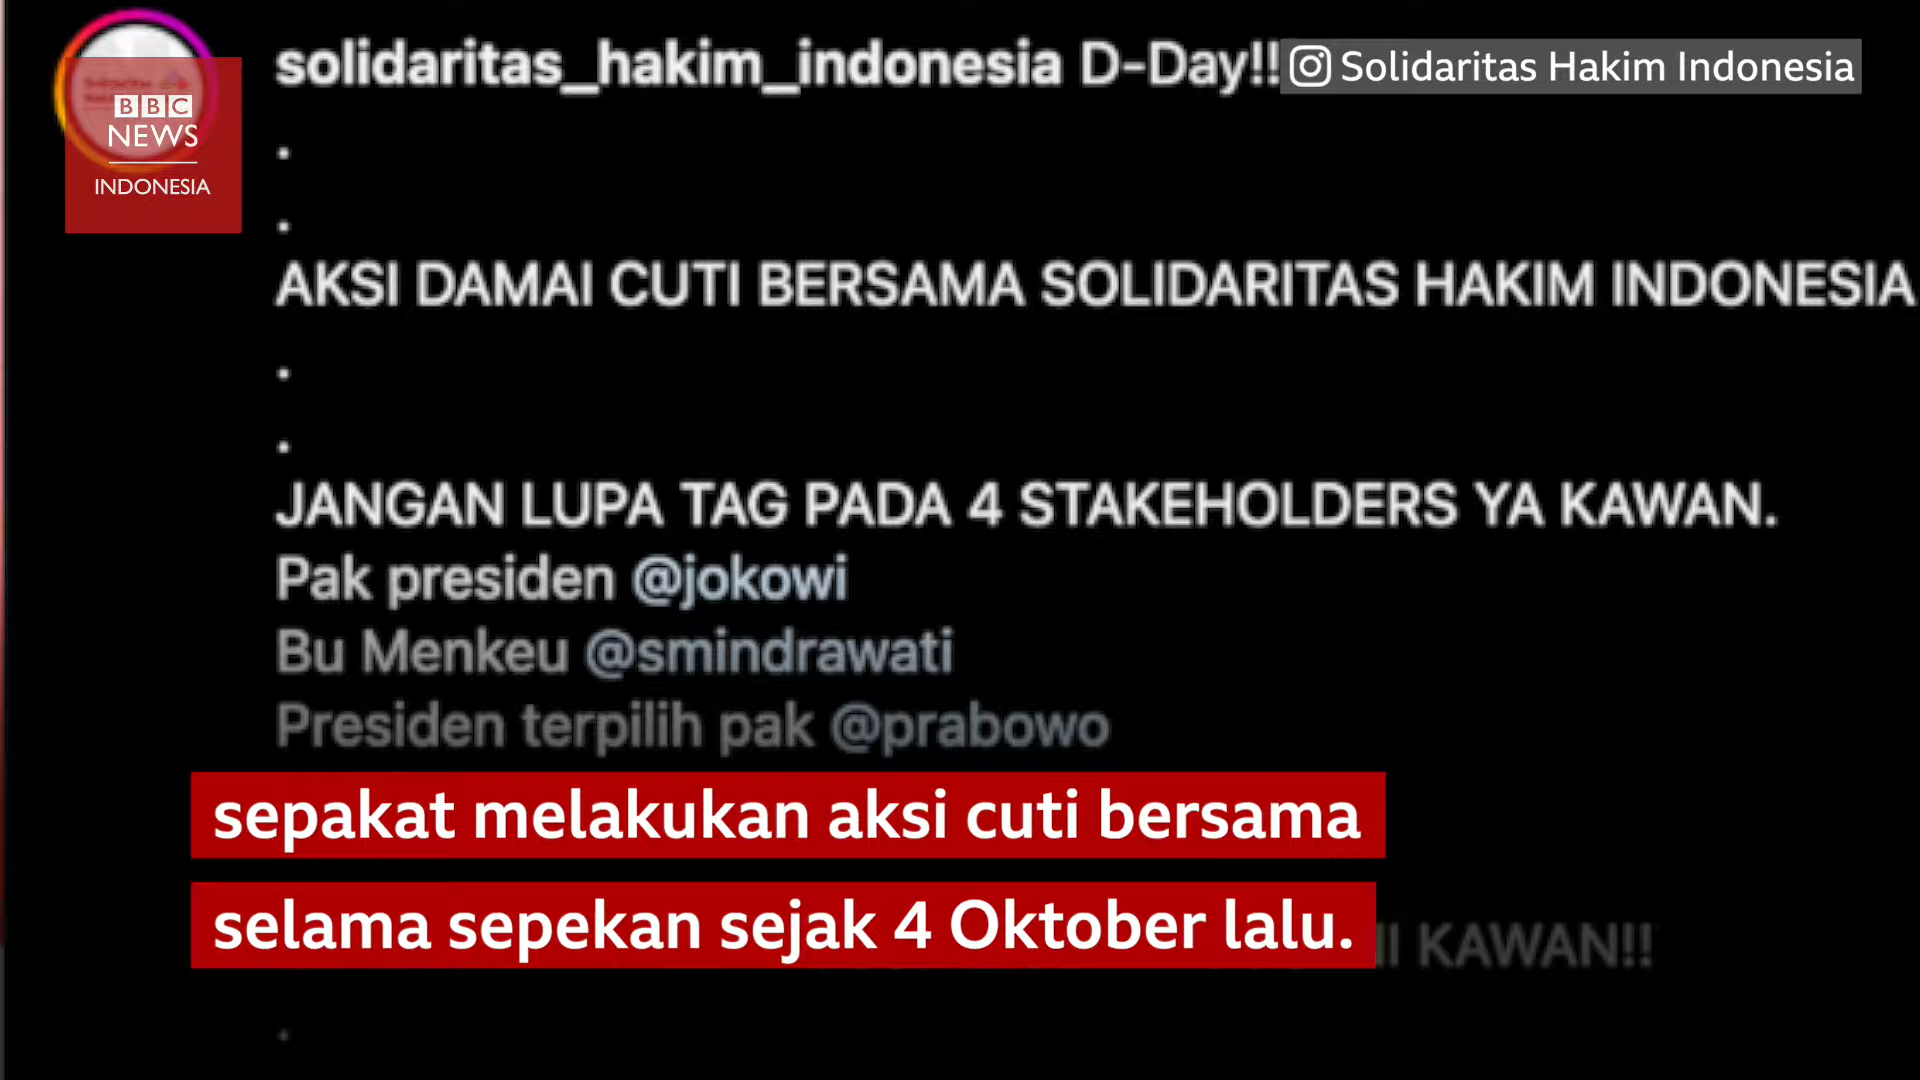 solidaritas_hakim_indonesia D-Day!!
Solidaritas Hakim Indonesia
BBC
NEWS
INDONESIA
.
.
AKSI DAMAI CUTI BERSAMA SOLIDARITAS HAKIM INDONESIA
.
.
JANGAN LUPA TAG PADA 4 STAKEHOLDERS YA KAWAN.
Pak presiden @jokowi
Bu Menkeu @smindrawati
Presiden terpilih pak @prabowo
sepakat melakukan aksi cuti bersama
selama sepekan sejak 4 Oktober lalu.
KAWAN!!
.